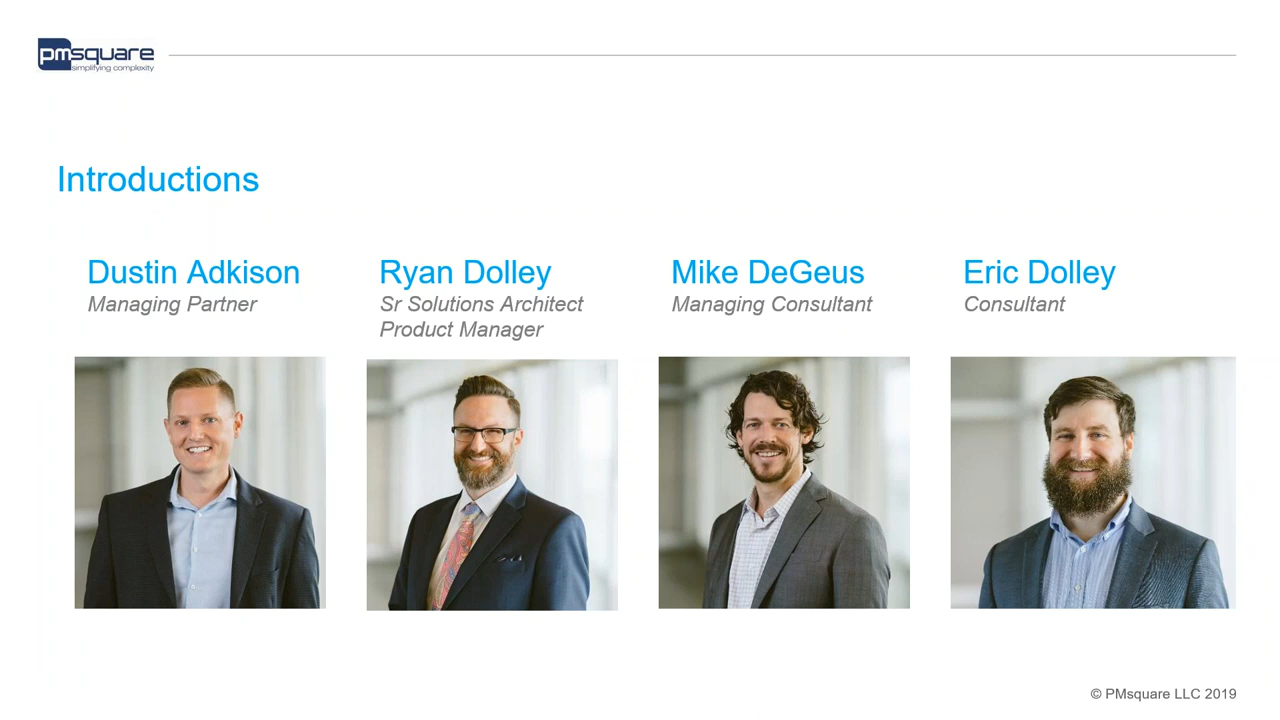 pmsquare
simplifying complexity
Introductions
Dustin Adkison
Managing Partner
Ryan Dolley
Sr Solutions Architect
Product Manager
Mike DeGeus
Managing Consultant
Eric Dolley
Consultant
© PMsquare LLC 2019